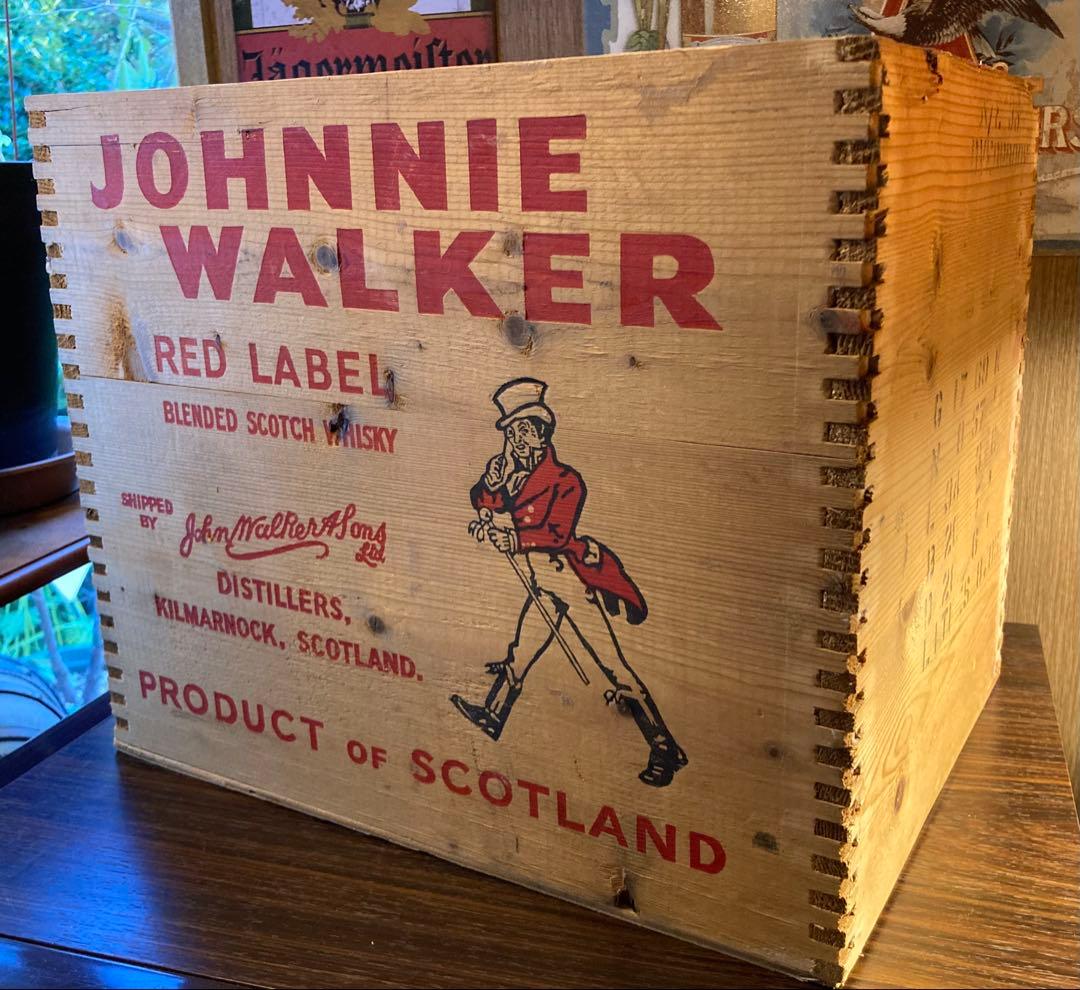 Jägermeister
JOHNNIE
WALKER
RED LABEL
BLENDED SCOTCH WHISKY
SHIPPED
BY
John Walker & Sons
Ltd.
DISTILLERS,
KILMARNOCK, SCOTLAND.
PRODUCT OF SCOTLAND